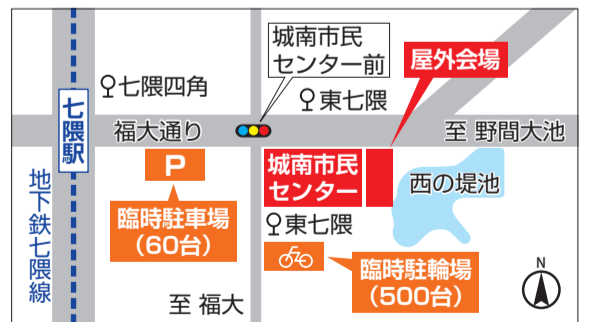 城南市民
センター前
屋外会場
七隈四角
東七隈
七隈駅
福大通り
至 野間大池
P
城南市民
センター
西の堤池
地下鉄七隈線
臨時駐車場
（60台）
東七隈
臨時駐輪場
（500台）
至 福大
N